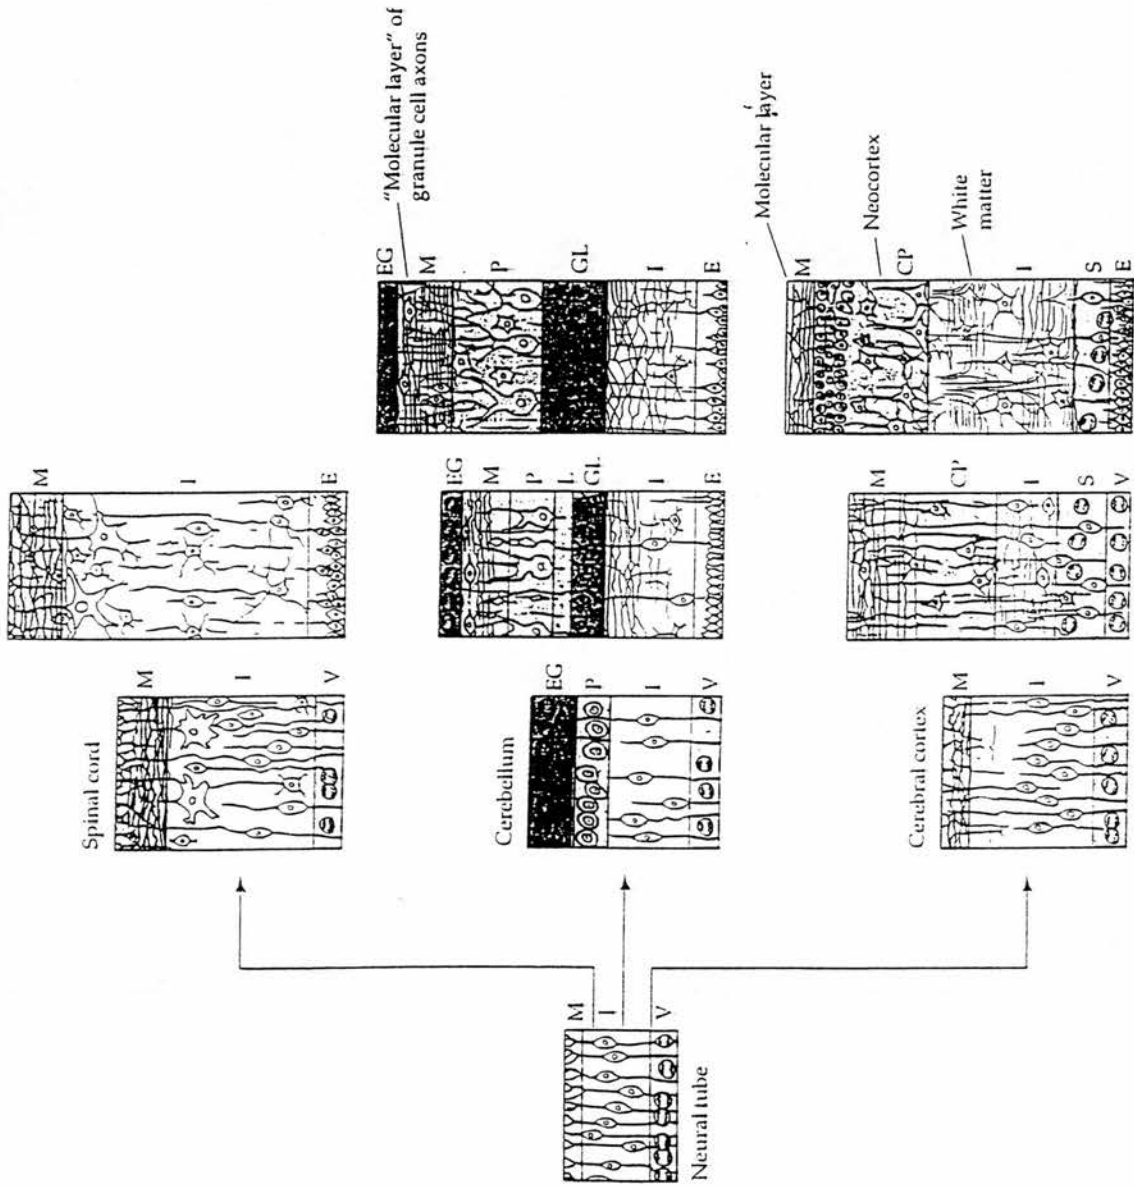 Neural tube
M
I
V
Spinal cord
M
I
V
M
I
E
Cerebellum
EG
P
I
V
EG
M
P
L
GL
I
E
EG
"Molecular layer" of
granule cell axons
M
P
GL
I
E
Cerebral cortex
M
I
V
M
CP
I
S
V
Molecular layer
M
Neocortex
CP
White
matter
I
S
E